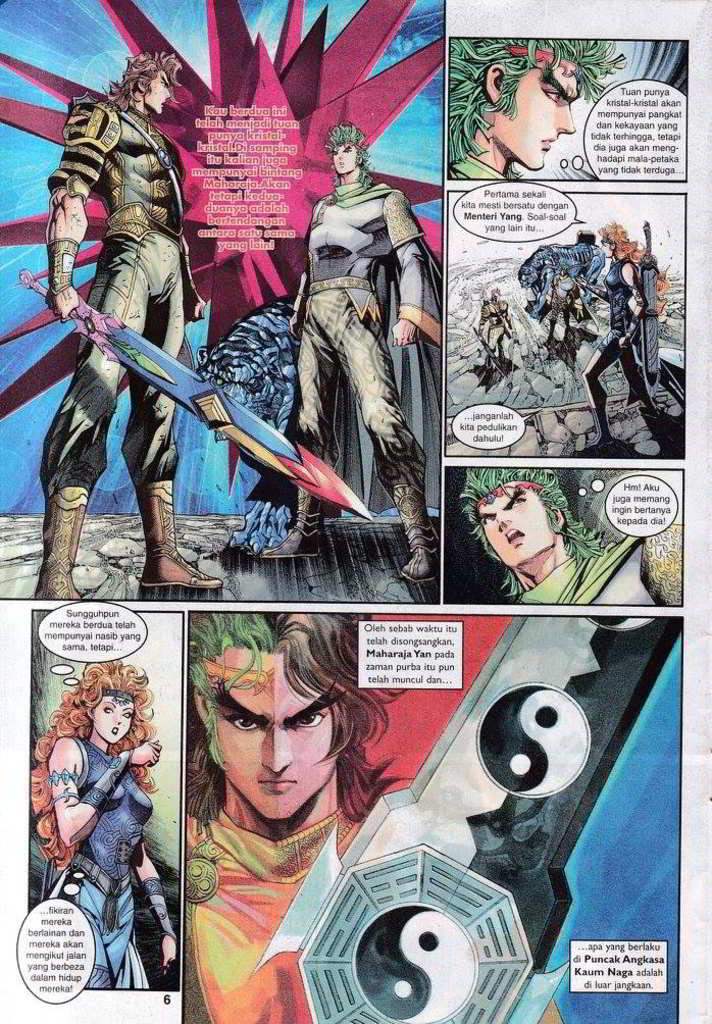 Kau berdua ini
telah menjadi tuan
punya kristal-
kristal.Di samping
itu kalian juga
mempunyai bintang
Maharaja.Akan
tetapi kedua-
duanya adalah
bertendangan
antara satu sama
yang lain!
Tuan punya
kristal-kristal akan
mempunyai pangkat
dan kekayaan yang
tidak terhingga, tetapi
dia juga akan meng-
hadapi mala-petaka
yang tidak terduga...
Pertama sekali
kita mesti bersatu dengan
Menteri Yang. Soal-soal
yang lain itu...
...janganlah
kita pedulikan
dahulu!
Hm! Aku
juga memang
ingin bertanya
kepada dia!
Sungguhpun
mereka berdua telah
mempunyai nasib yang
sama, tetapi...
...fikiran
mereka
berlainan dan
mereka akan
mengikut jalan
yang berbeza
dalam hidup
mereka!
Oleh sebab waktu itu
telah disongsangkan,
Maharaja Yan pada
zaman purba itu pun
telah muncul dan...
...apa yang berlaku
di Puncak Angkasa
Kaum Naga adalah
di luar jangkaan.
6